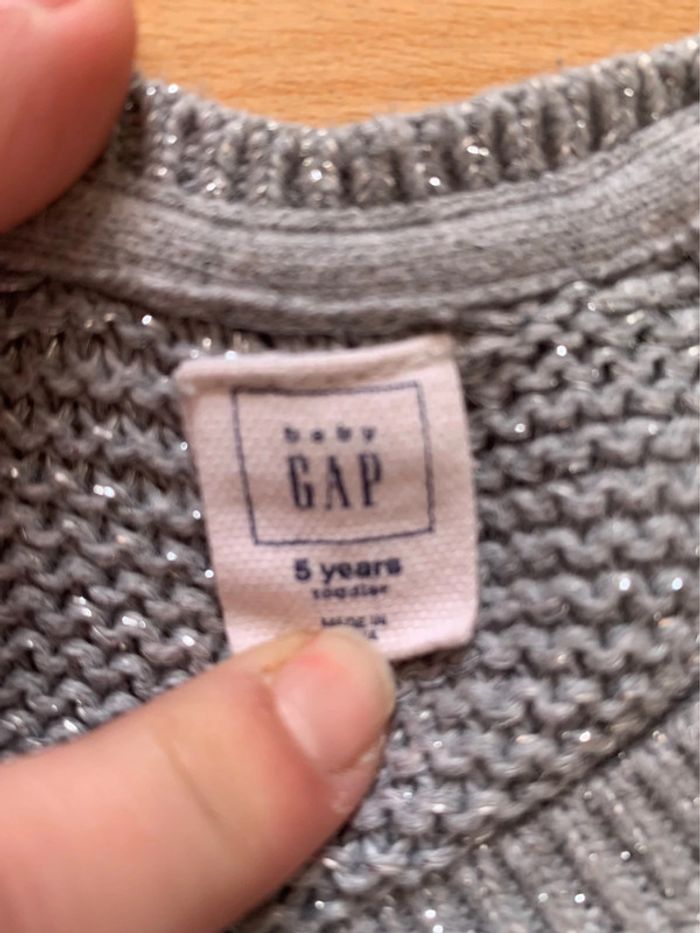 baby
GAP
5 years
toddler
MADE IN